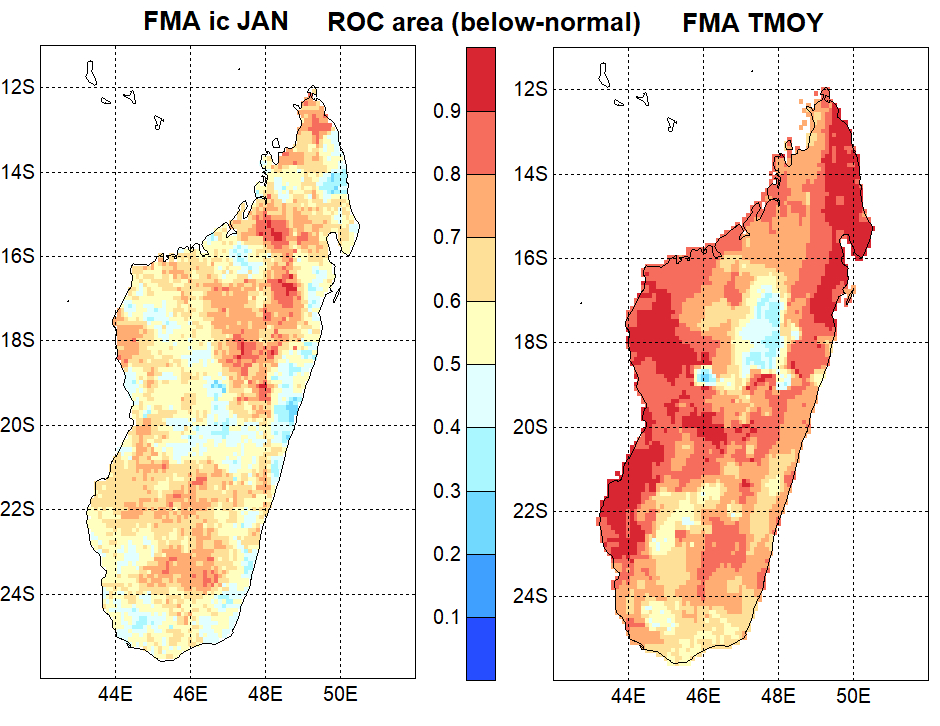 FMA ic JAN ROC area (below-normal) FMA TMOY
12S
14S
16S
18S
20S
22S
24S
44E 46E 48E 50E
0.9
0.8
0.7
0.6
0.5
0.4
0.3
0.2
0.1
12S
14S
16S
18S
20S
22S
24S
44E 46E 48E 50E